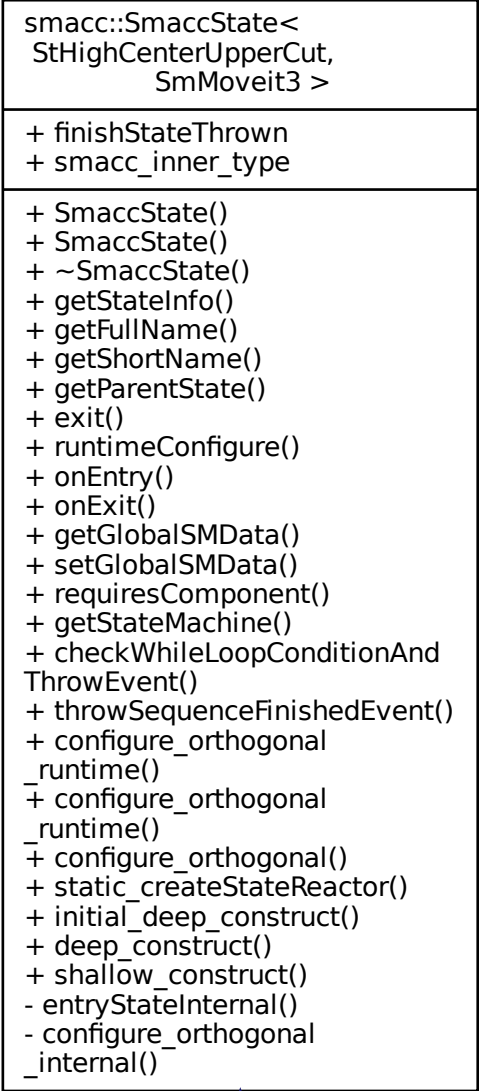 smacc::SmaccState<
StHighCenterUpperCut,
SmMoveit3 >
+ finishStateThrown
+ smacc_inner_type
+ SmaccState()
+ SmaccState()
+ ~SmaccState()
+ getStateInfo()
+ getFullName()
+ getShortName()
+ getParentState()
+ exit()
+ runtimeConfigure()
+ onEntry()
+ onExit()
+ getGlobalSMData()
+ setGlobalSMData()
+ requiresComponent()
+ getStateMachine()
+ checkWhileLoopConditionAnd
ThrowEvent()
+ throwSequenceFinishedEvent()
+ configure_orthogonal
_runtime()
+ configure_orthogonal
_runtime()
+ configure_orthogonal()
+ static_createStateReactor()
+ initial_deep_construct()
+ deep_construct()
+ shallow_construct()
- entryStateInternal()
- configure_orthogonal
_internal()